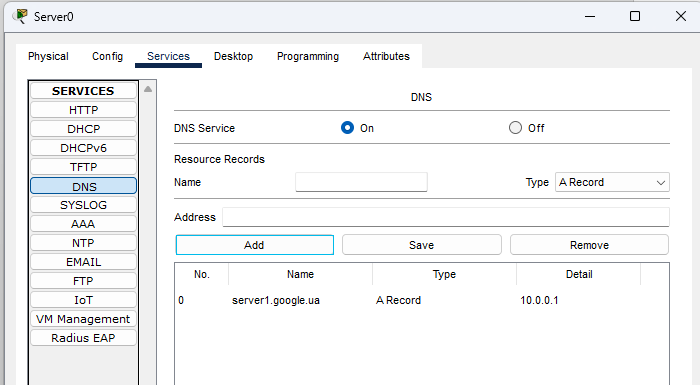 Server0
Physical Config Services Desktop Programming Attributes
SERVICES
HTTP
DHCP
DHCPv6
TFTP
DNS
SYSLOG
AAA
NTP
EMAIL
FTP
IoT
VM Management
Radius EAP
DNS
DNS Service On Off
Resource Records
Name Type A Record
Address
Add Save Remove
No. Name Type Detail
0 server1.google.ua A Record 10.0.0.1